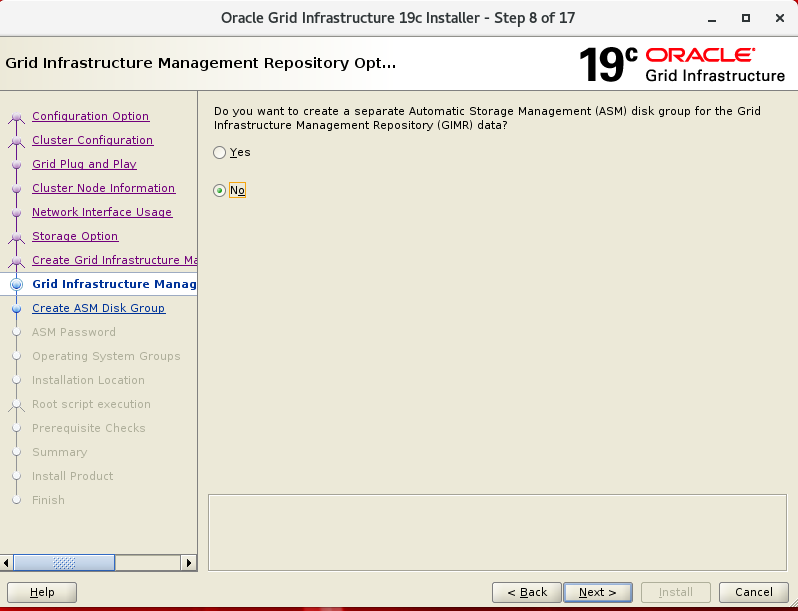 Oracle Grid Infrastructure 19c Installer - Step 8 of 17
Grid Infrastructure Management Repository Opt...
19c ORACLE
Grid Infrastructure
Configuration Option
Cluster Configuration
Grid Plug and Play
Cluster Node Information
Network Interface Usage
Storage Option
Create Grid Infrastructure Ma
Grid Infrastructure Manag
Create ASM Disk Group
ASM Password
Operating System Groups
Installation Location
Root script execution
Prerequisite Checks
Summary
Install Product
Finish
Do you want to create a separate Automatic Storage Management (ASM) disk group for the Grid
Infrastructure Management Repository (GIMR) data?
Yes
No
Help
< Back
Next >
Install
Cancel